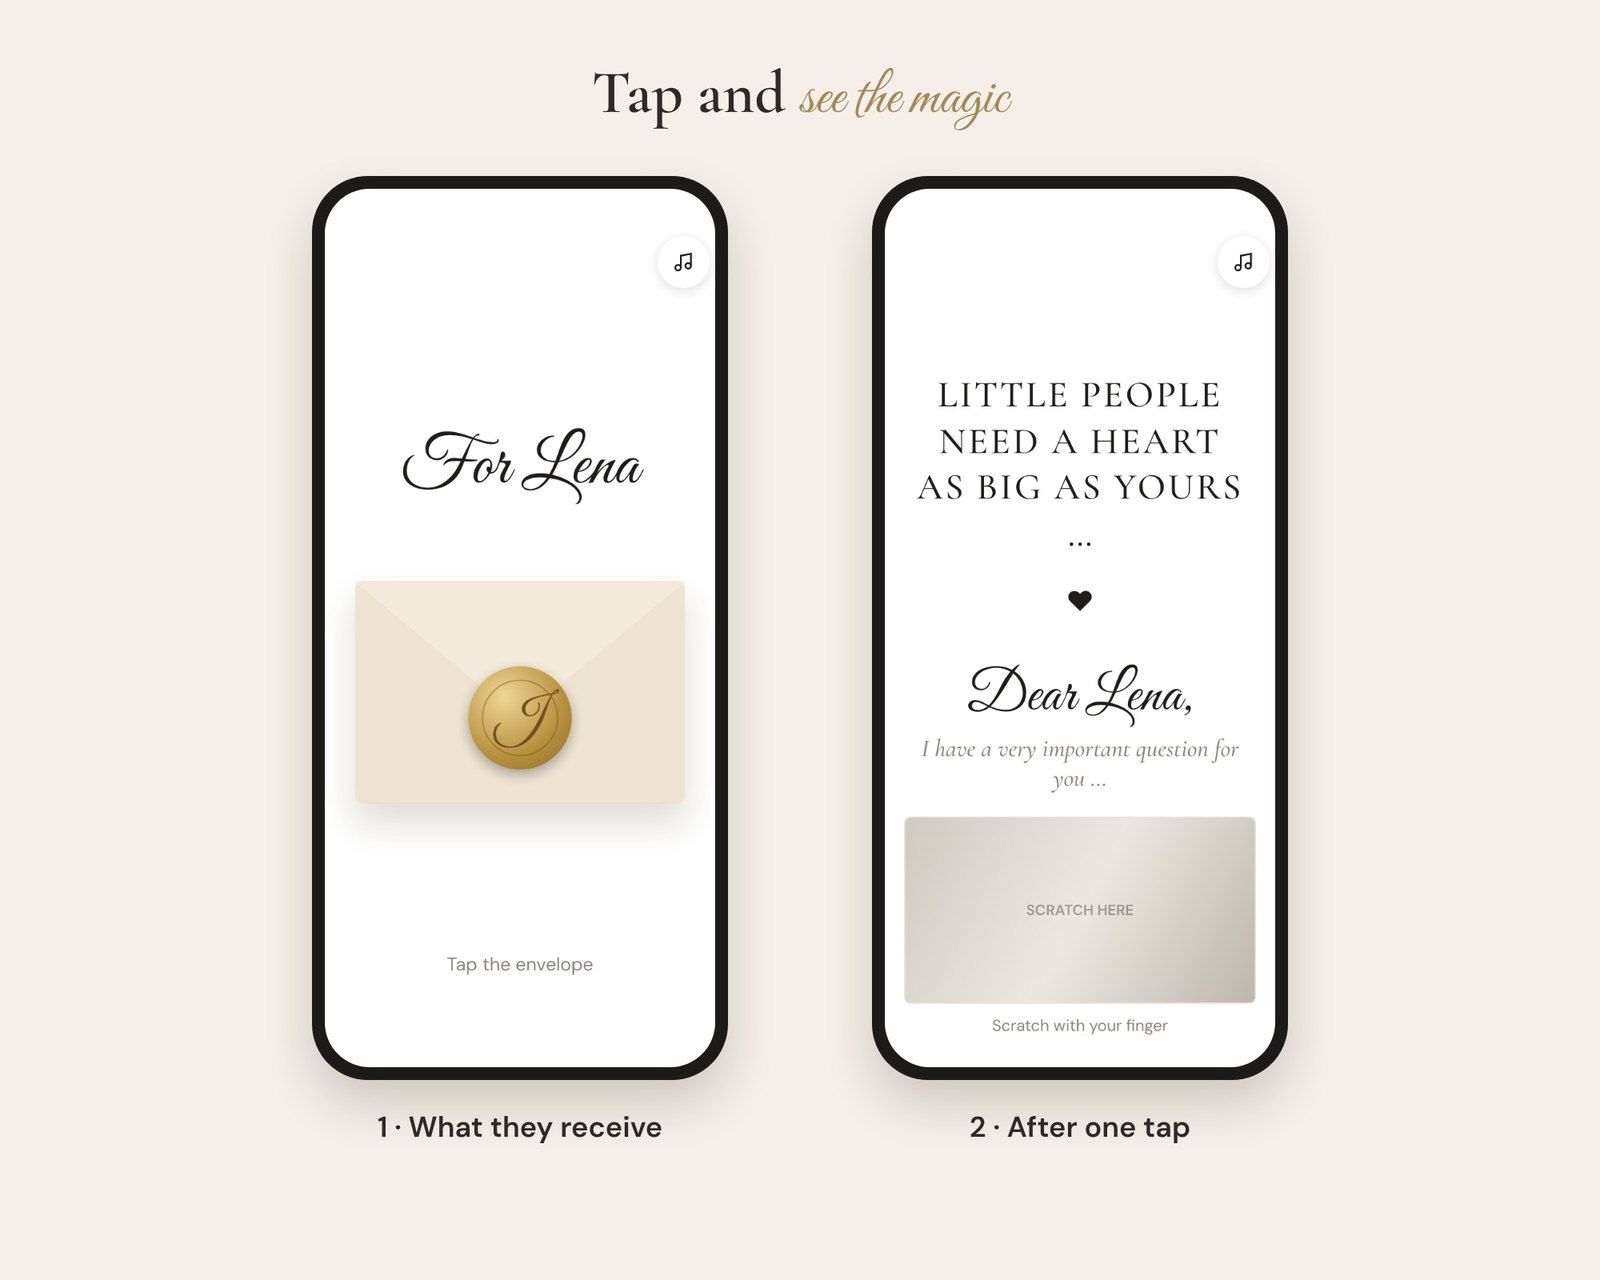 Tap and see the magic
For Lena
J
Tap the envelope
1 · What they receive
LITTLE PEOPLE
NEED A HEART
AS BIG AS YOURS
...
Dear Lena,
I have a very important question for
you ...
SCRATCH HERE
Scratch with your finger
2 · After one tap